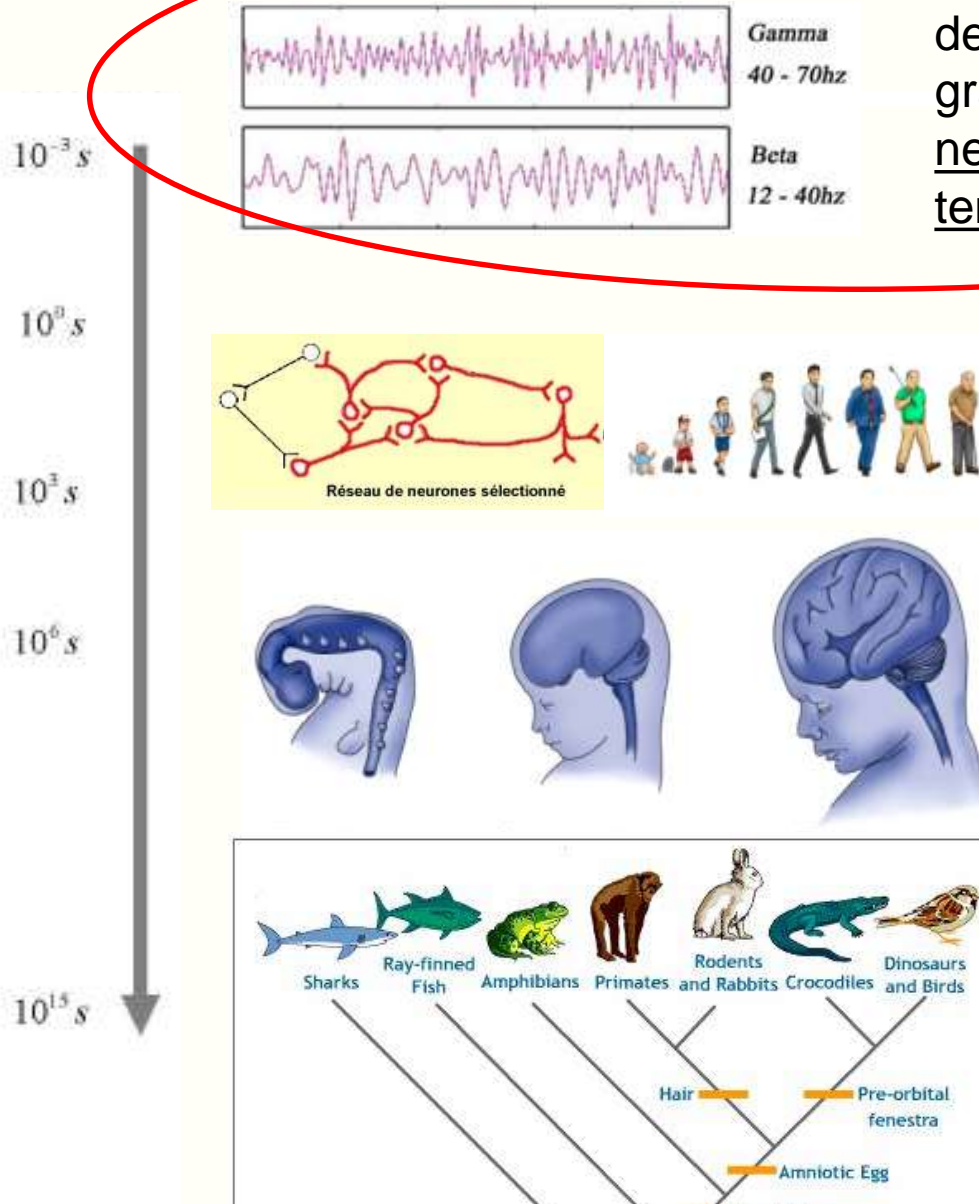 Gamma
40 - 70hz
Beta
12 - 40hz
10⁻³ s
10⁰ s
10³ s
10⁶ s
10¹⁵ s
Réseau de neurones sélectionné
Sharks
Ray-finned
Fish
Amphibians
Primates
Rodents
and Rabbits
Crocodiles
Dinosaurs
and Birds
Hair
Pre-orbital
fenestra
Amniotic Egg